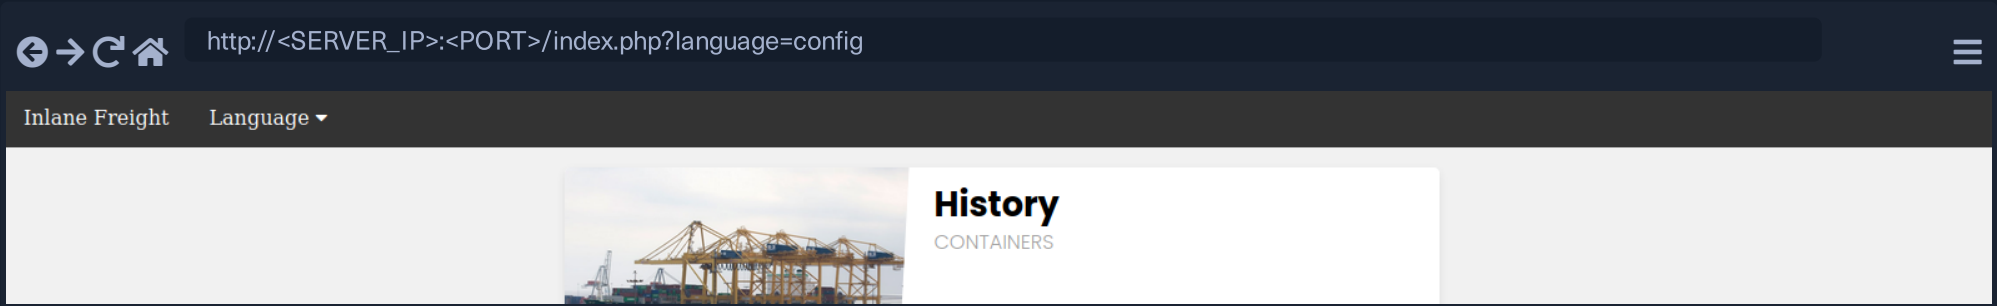 http://<SERVER_IP>:<PORT>/index.php?language=config
Inlane Freight Language
History
CONTAINERS